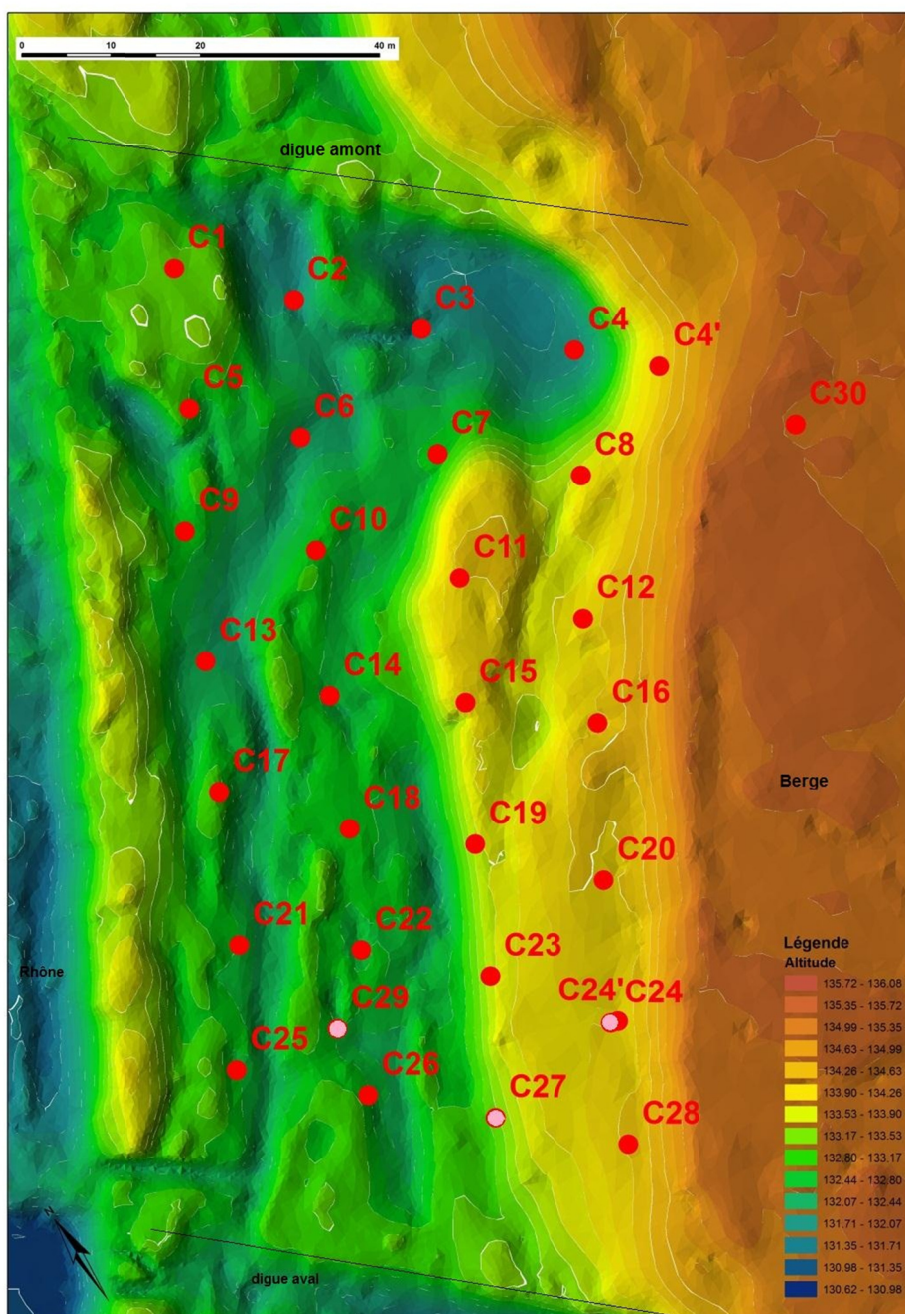 0 10 20 40 m
digue amont
C1
C2
C3
C4
C4'
C30
C5
C6
C7
C8
C9
C10
C11
C12
C13
C14
C15
C16
C17
Berge
C18
C19
C20
C21
C22
C23
Rhône
C29
C24' C24
C25
C26
C27
C28
N
digue aval
Légende
Altitude
135.72 - 136.08
135.35 - 135.72
134.99 - 135.35
134.63 - 134.99
134.26 - 134.63
133.90 - 134.26
133.53 - 133.90
133.17 - 133.53
132.80 - 133.17
132.44 - 132.80
132.07 - 132.44
131.71 - 132.07
131.35 - 131.71
130.98 - 131.35
130.62 - 130.98